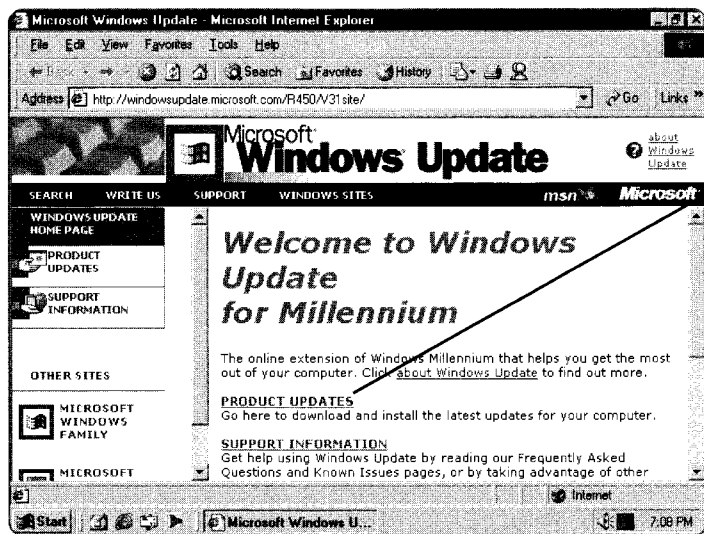 Microsoft Windows Update - Microsoft Internet Explorer
File Edit View Favorites Tools Help
Search Favorites History
Address http://windowsupdate.microsoft.com/R450/V31site/ Go Links »
Microsoft
Windows Update
about
Windows
Update
SEARCH WRITE US SUPPORT WINDOWS SITES msn Microsoft
WINDOWS UPDATE
HOME PAGE
PRODUCT
UPDATES
SUPPORT
INFORMATION
OTHER SITES
MICROSOFT
WINDOWS
FAMILY
MICROSOFT
Welcome to Windows
Update
for Millennium
The online extension of Windows Millennium that helps you get the most
out of your computer. Click about Windows Update to find out more.
PRODUCT UPDATES
Go here to download and install the latest updates for your computer.
SUPPORT INFORMATION
Get help using Windows Update by reading our Frequently Asked
Questions and Known Issues pages, or by taking advantage of other
Internet
Start Microsoft Windows U... 7:08 PM